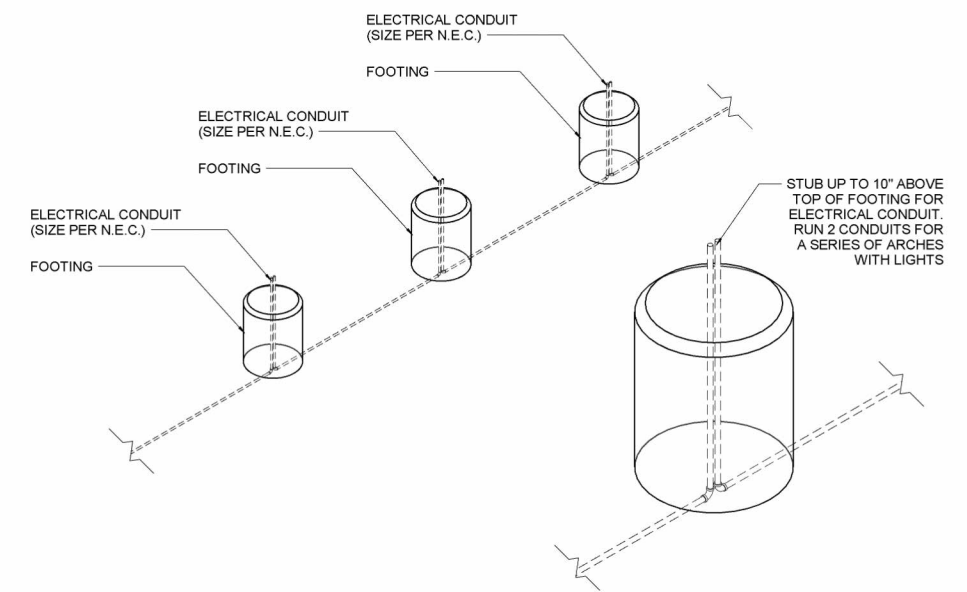 ELECTRICAL CONDUIT
(SIZE PER N.E.C.)
FOOTING
ELECTRICAL CONDUIT
(SIZE PER N.E.C.)
FOOTING
ELECTRICAL CONDUIT
(SIZE PER N.E.C.)
FOOTING
STUB UP TO 10" ABOVE
TOP OF FOOTING FOR
ELECTRICAL CONDUIT.
RUN 2 CONDUITS FOR
A SERIES OF ARCHES
WITH LIGHTS